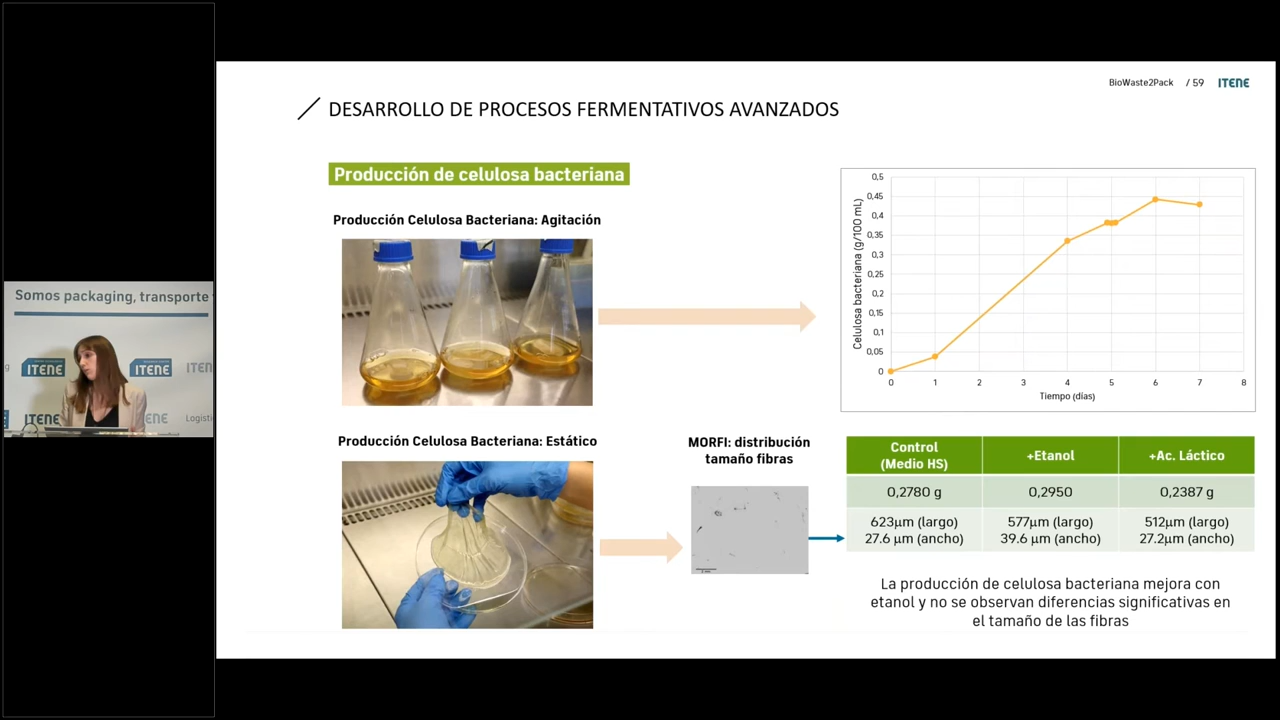 BioWaste2Pack / 59 ITENE
DESARROLLO DE PROCESOS FERMENTATIVOS AVANZADOS
Producción de celulosa bacteriana
Producción Celulosa Bacteriana: Agitación
Celulosa bacteriana (g/100 mL)
0,5
0,45
0,4
0,35
0,3
0,25
0,2
0,15
0,1
0,05
0
0 1 2 3 4 5 6 7 8
Tiempo (días)
Producción Celulosa Bacteriana: Estático
MORFI: distribución
tamaño fibras
Control
(Medio HS)
+Etanol
+Ac. Láctico
0,2780 g
0,2950
0,2387 g
623µm (largo)
27.6 µm (ancho)
577µm (largo)
39.6 µm (ancho)
512µm (largo)
27.2µm (ancho)
La producción de celulosa bacteriana mejora con
etanol y no se observan diferencias significativas en
el tamaño de las fibras
Somos packaging, transporte
ITENE ITENE ITEN
ITENE ENE Logíst